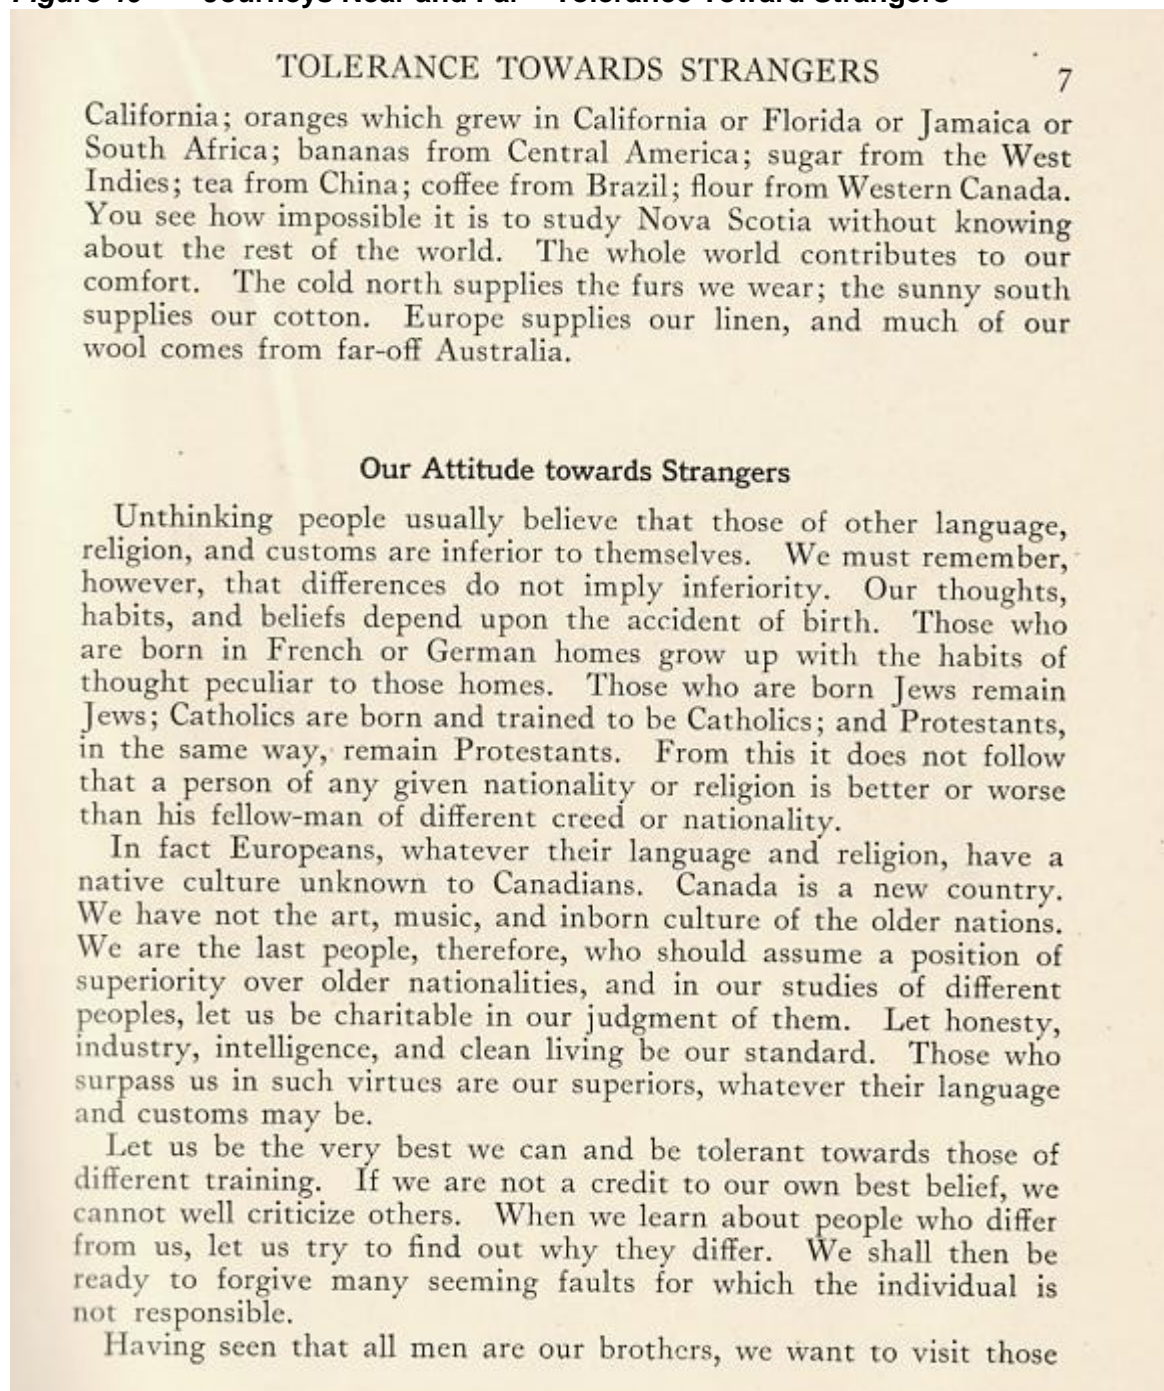 TOLERANCE TOWARDS STRANGERS 7
California; oranges which grew in California or Florida or Jamaica or
South Africa; bananas from Central America; sugar from the West
Indies; tea from China; coffee from Brazil; flour from Western Canada.
You see how impossible it is to study Nova Scotia without knowing
about the rest of the world. The whole world contributes to our
comfort. The cold north supplies the furs we wear; the sunny south
supplies our cotton. Europe supplies our linen, and much of our
wool comes from far-off Australia.
Our Attitude towards Strangers
Unthinking people usually believe that those of other language,
religion, and customs are inferior to themselves. We must remember,
however, that differences do not imply inferiority. Our thoughts,
habits, and beliefs depend upon the accident of birth. Those who
are born in French or German homes grow up with the habits of
thought peculiar to those homes. Those who are born Jews remain
Jews; Catholics are born and trained to be Catholics; and Protestants,
in the same way, remain Protestants. From this it does not follow
that a person of any given nationality or religion is better or worse
than his fellow-man of different creed or nationality.
In fact Europeans, whatever their language and religion, have a
native culture unknown to Canadians. Canada is a new country.
We have not the art, music, and inborn culture of the older nations.
We are the last people, therefore, who should assume a position of
superiority over older nationalities, and in our studies of different
peoples, let us be charitable in our judgment of them. Let honesty,
industry, intelligence, and clean living be our standard. Those who
surpass us in such virtues are our superiors, whatever their language
and customs may be.
Let us be the very best we can and be tolerant towards those of
different training. If we are not a credit to our own best belief, we
cannot well criticize others. When we learn about people who differ
from us, let us try to find out why they differ. We shall then be
ready to forgive many seeming faults for which the individual is
not responsible.
Having seen that all men are our brothers, we want to visit those